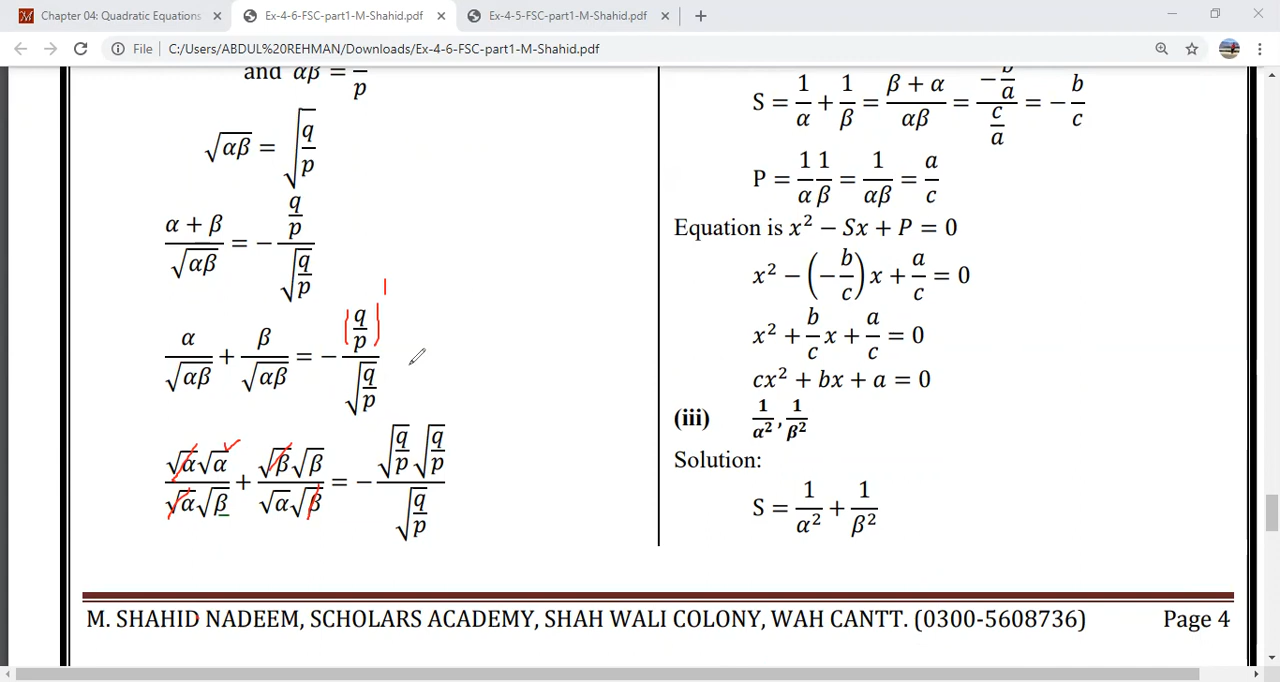 Chapter 04: Quadratic Equations
Ex-4-6-FSC-part1-M-Shahid.pdf
Ex-4-5-FSC-part1-M-Shahid.pdf
File | C:/Users/ABDUL%20REHMAN/Downloads/Ex-4-6-FSC-part1-M-Shahid.pdf
and αβ = —/p
√(αβ) = √(q/p)
(α + β)/√(αβ) = − (q/p)/√(q/p)
α/√(αβ) + β/√(αβ) = − (q/p)¹/√(q/p)
(√α√α)/(√α√β) + (√β√β)/(√α√β) = − (√(q/p)√(q/p))/√(q/p)
S = 1/α + 1/β = (β + α)/(αβ) = (−b/a)/(c/a) = − b/c
P = 1/α 1/β = 1/(αβ) = a/c
Equation is x² − Sx + P = 0
x² − (− b/c)x + a/c = 0
x² + b/c x + a/c = 0
cx² + bx + a = 0
(iii) 1/α², 1/β²
Solution:
S = 1/α² + 1/β²
M. SHAHID NADEEM, SCHOLARS ACADEMY, SHAH WALI COLONY, WAH CANTT. (0300-5608736) Page 4